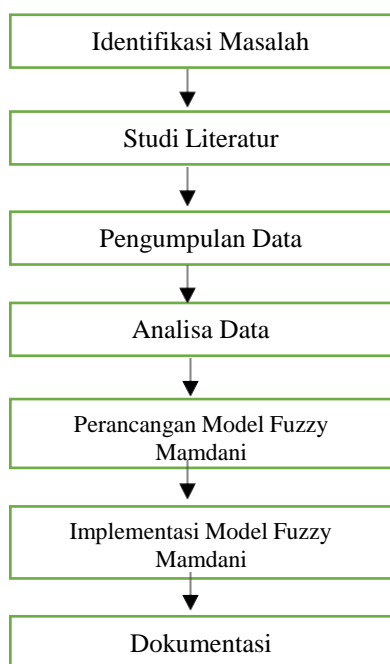 Identifikasi Masalah
Studi Literatur
Pengumpulan Data
Analisa Data
Perancangan Model Fuzzy
Mamdani
Implementasi Model Fuzzy
Mamdani
Dokumentasi